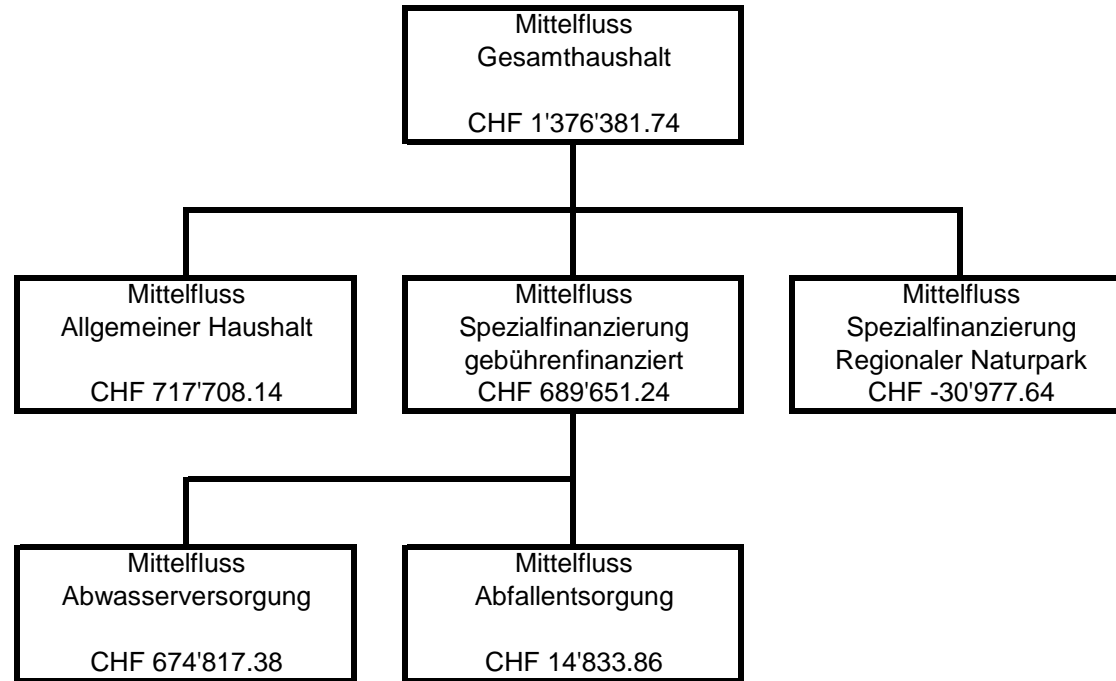 Mittelfluss
Gesamthaushalt
CHF 1'376'381.74
Mittelfluss
Allgemeiner Haushalt
CHF 717'708.14
Mittelfluss
Spezialfinanzierung
gebührenfinanziert
CHF 689'651.24
Mittelfluss
Spezialfinanzierung
Regionaler Naturpark
CHF -30'977.64
Mittelfluss
Abwasserversorgung
CHF 674'817.38
Mittelfluss
Abfallentsorgung
CHF 14'833.86